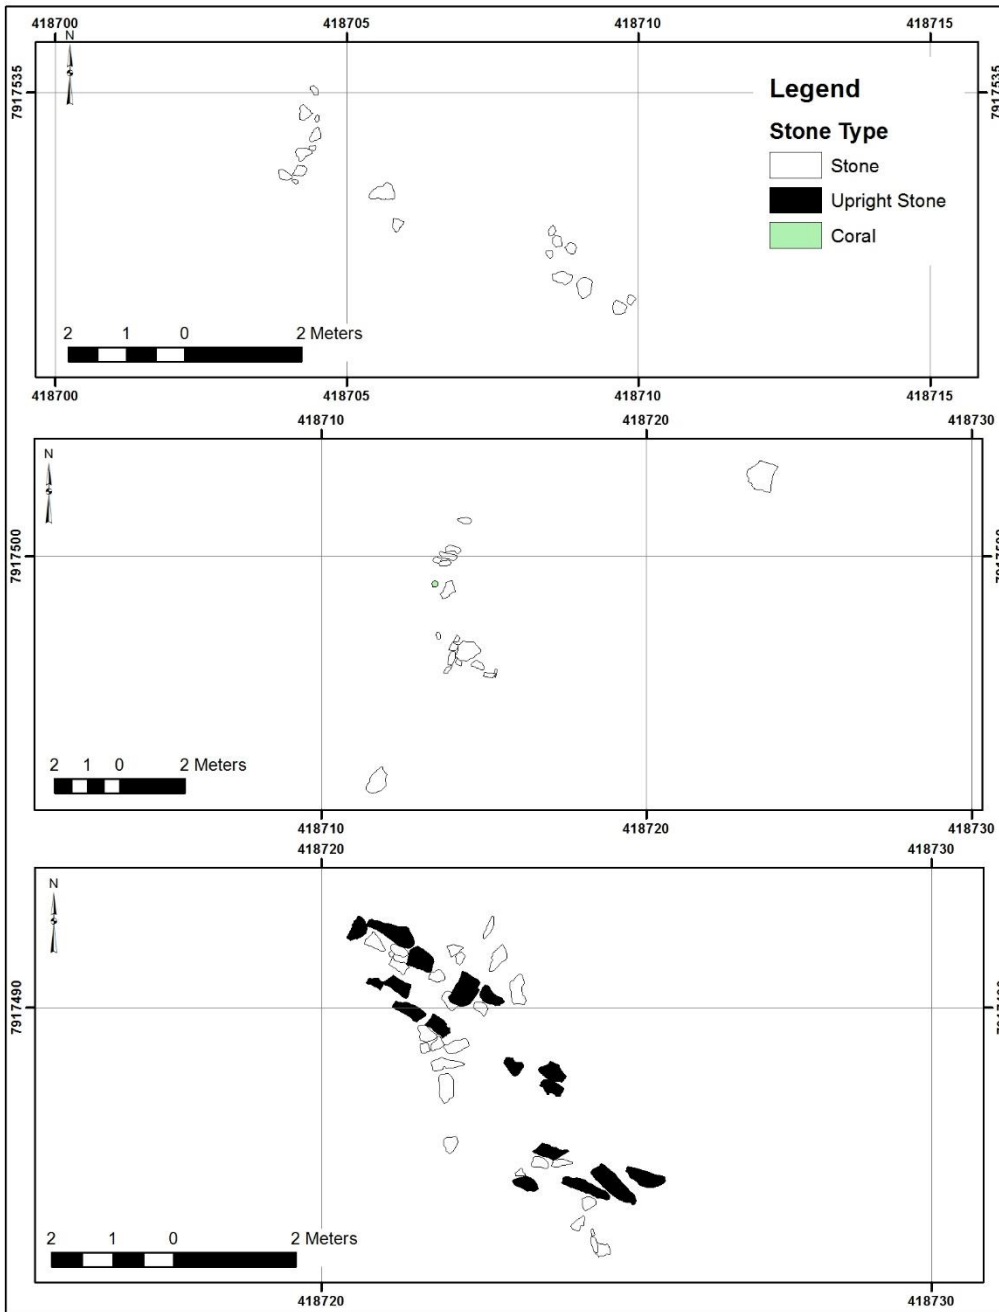 418700 418705 418710 418715
N
7917535 7917535
Legend
Stone Type
Stone
Upright Stone
Coral
2 1 0 2 Meters
418700 418705 418710 418715
418710 418720 418730
N
7917500 7917500
2 1 0 2 Meters
418710 418720 418730
418720 418730
N
7917490 7917490
2 1 0 2 Meters
418720 418730